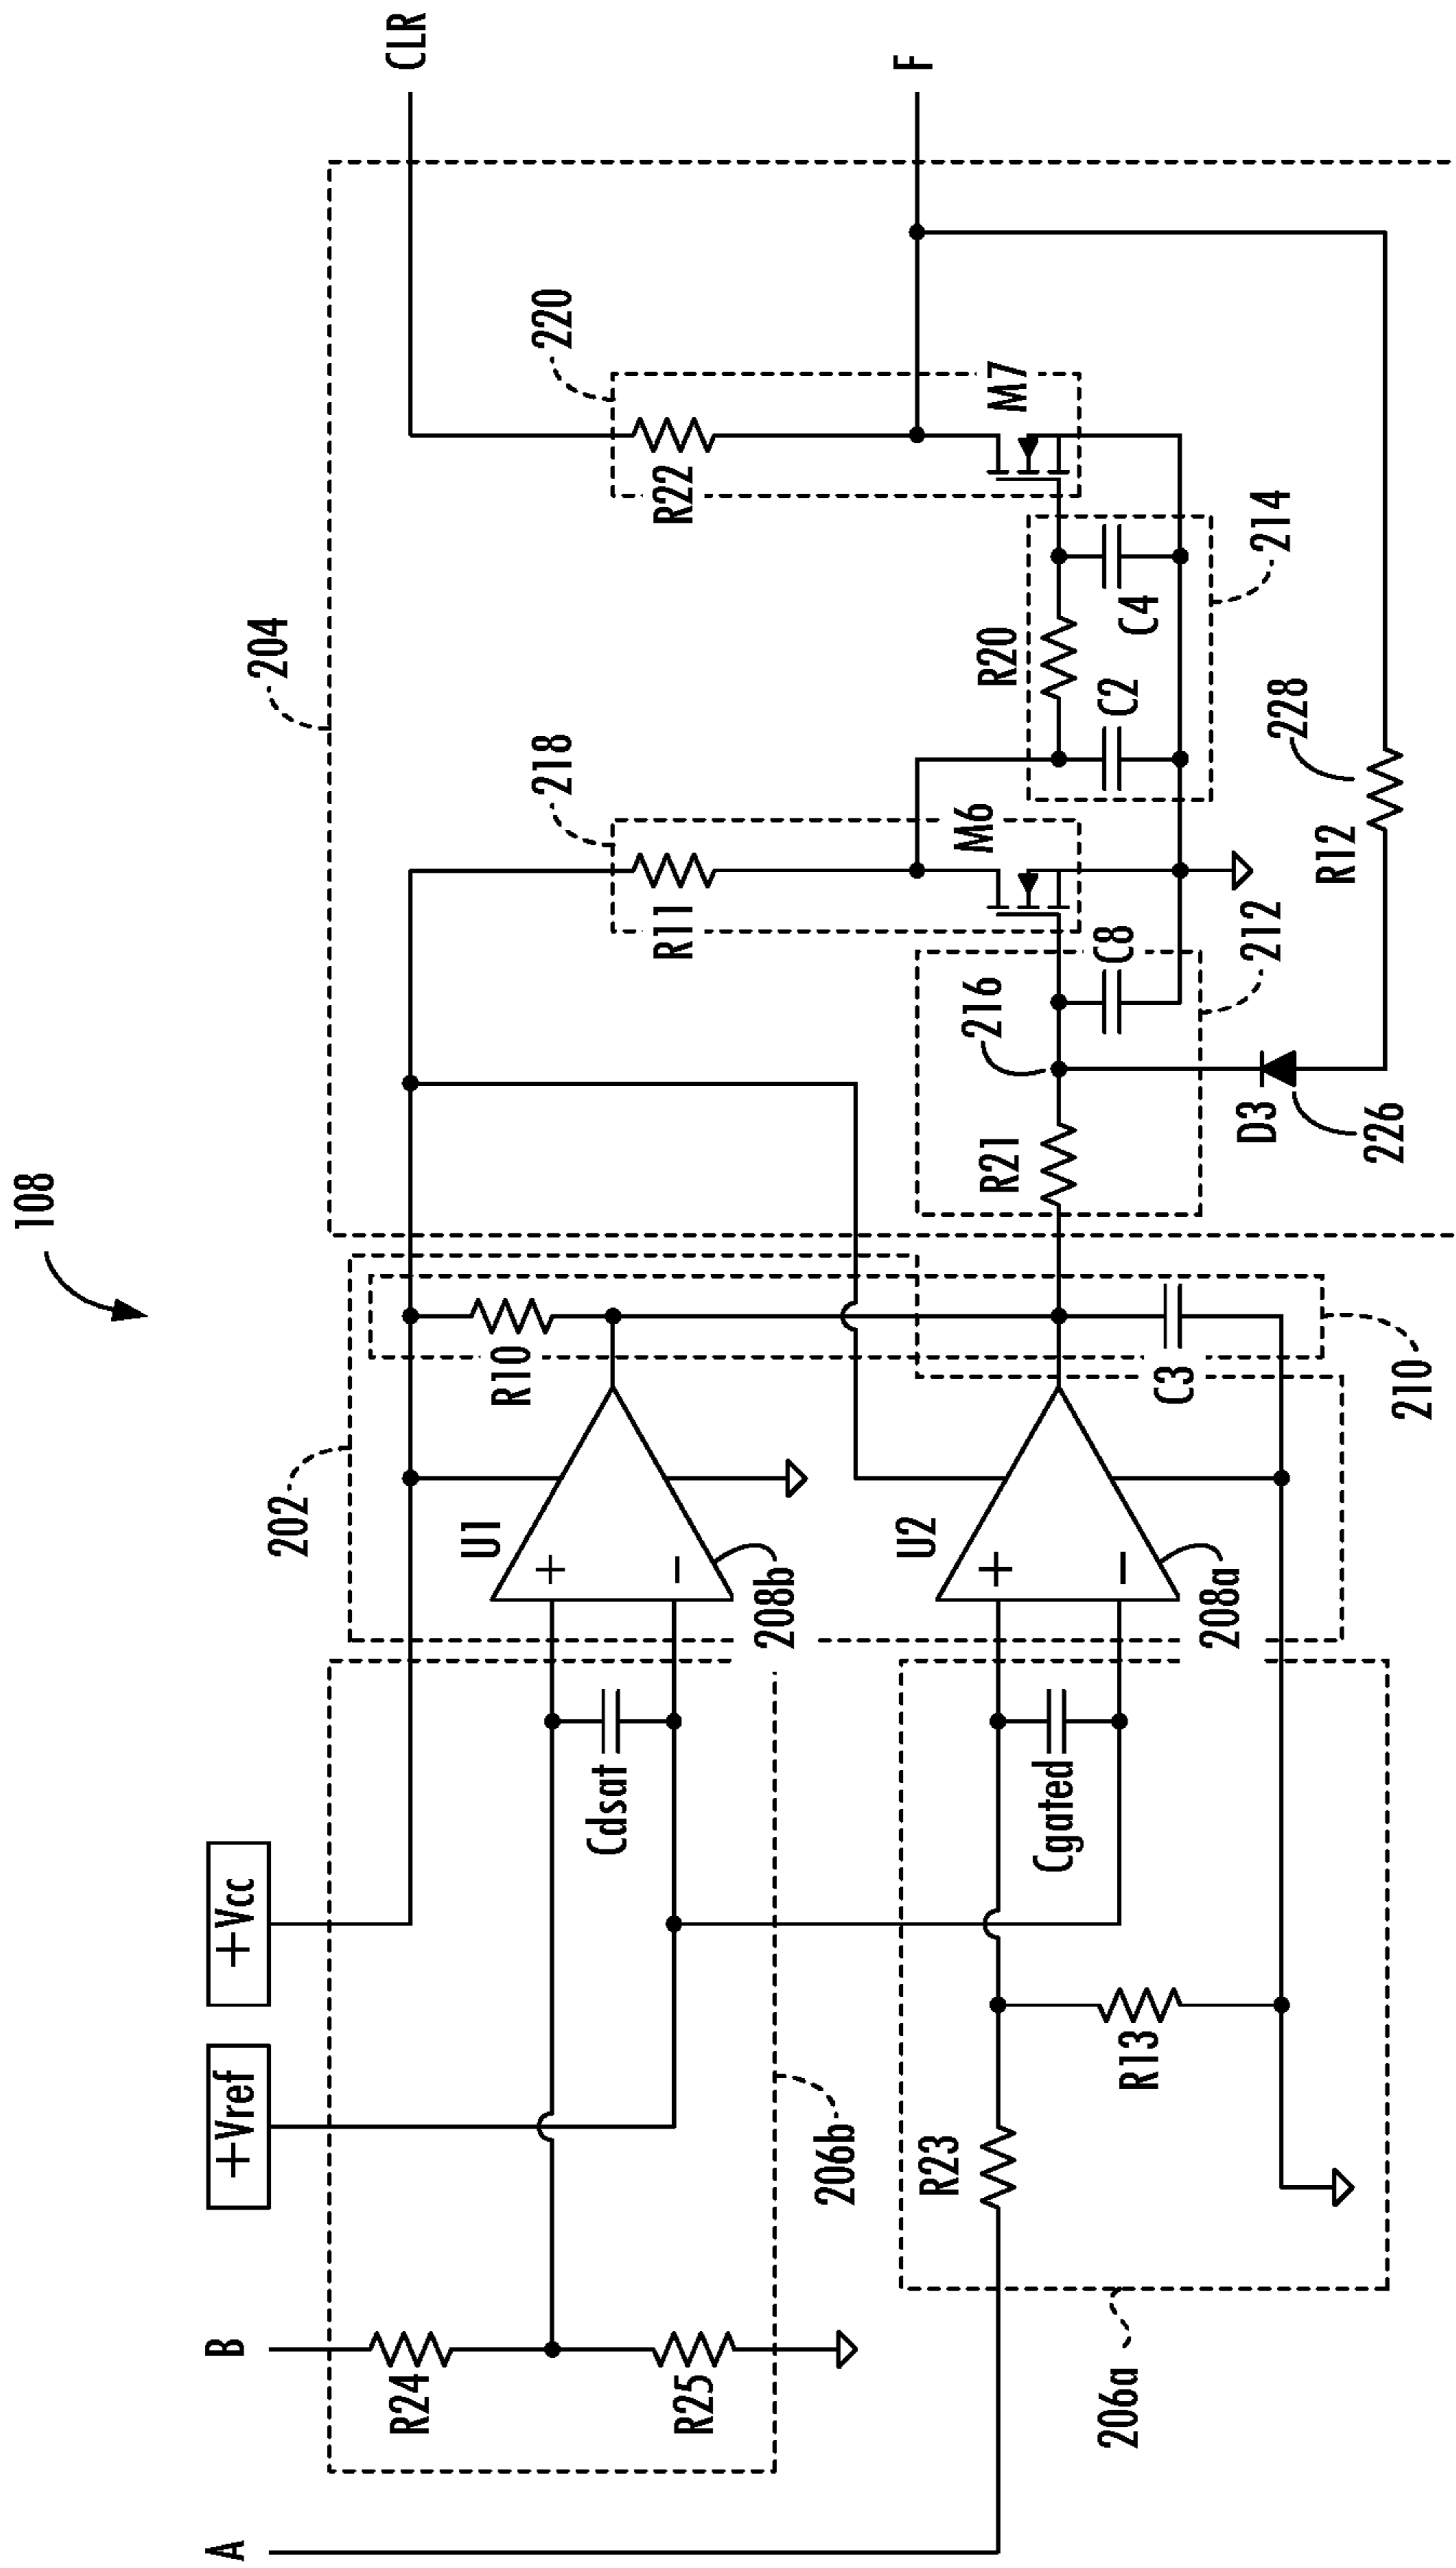 108
A
B
+Vref
+Vcc
CLR
F
202
204
206b
206a
R24
R25
R23
R13
Cdsat
Cgated
U1
208b
U2
208a
R10
C3
210
R21
216
C8
212
D3
226
R11
218
M6
R20
C2
C4
214
R22
220
M7
R12
228
+
−
+
−